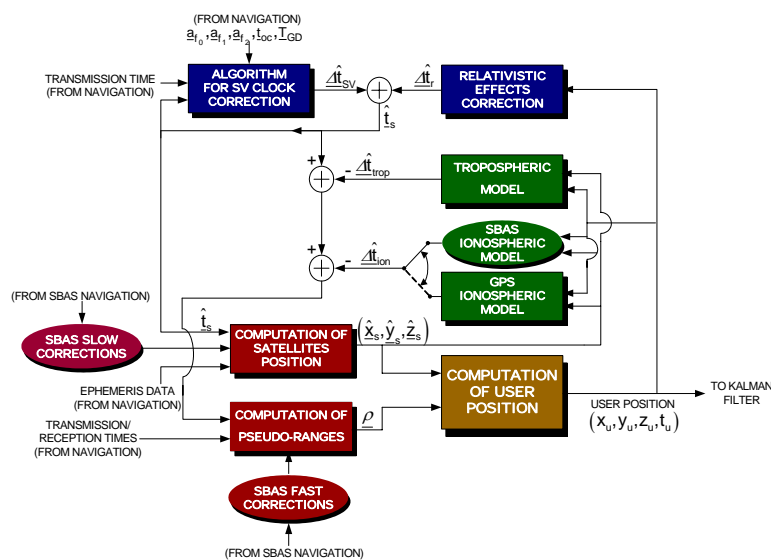 (FROM NAVIGATION)
a_f0, a_f1, a_f2, t_oc, T_GD
TRANSMISSION TIME
(FROM NAVIGATION)
ALGORITHM
FOR SV CLOCK
CORRECTION
Δt̂_SV
+
Δt̂_r
RELATIVISTIC
EFFECTS
CORRECTION
t̂_s
+
+
- Δt̂_trop
TROPOSPHERIC
MODEL
SBAS
IONOSPHERIC
MODEL
+
+
- Δt̂_ion
GPS
IONOSPHERIC
MODEL
(FROM SBAS NAVIGATION)
SBAS SLOW
CORRECTIONS
t̂_s
COMPUTATION OF
SATELLITES
POSITION
(x̂_s, ŷ_s, ẑ_s)
EPHEMERIS DATA
(FROM NAVIGATION)
COMPUTATION
OF USER
POSITION
TO KALMAN
FILTER
USER POSITION
(x_u, y_u, z_u, t_u)
TRANSMISSION/
RECEPTION TIMES
(FROM NAVIGATION)
COMPUTATION OF
PSEUDO-RANGES
ρ
SBAS FAST
CORRECTIONS
(FROM SBAS NAVIGATION)